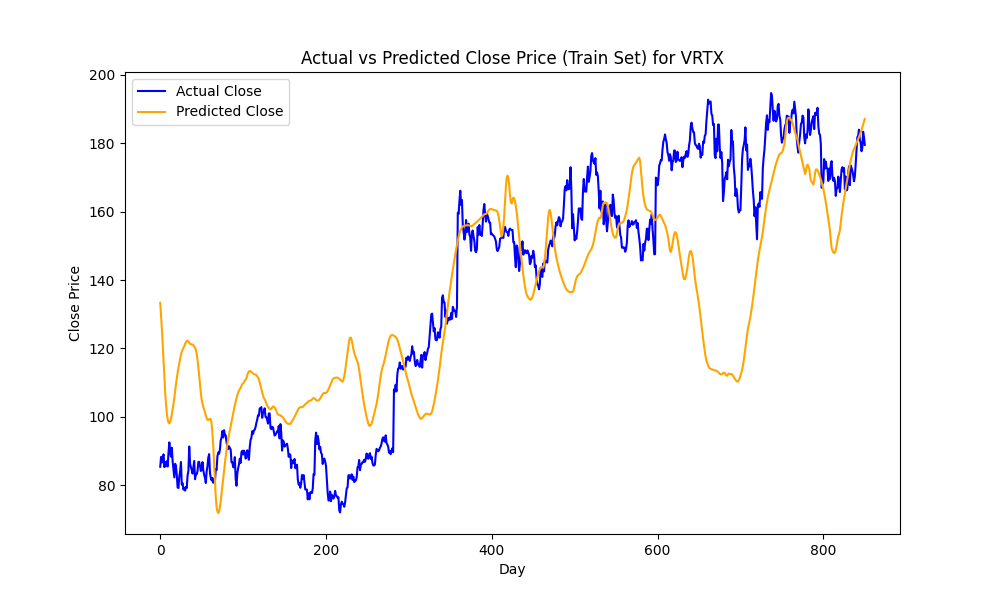 Actual vs Predicted Close Price (Train Set) for VRTX
Actual Close
Predicted Close
200
180
160
140
120
100
80
Close Price
0 200 400 600 800
Day